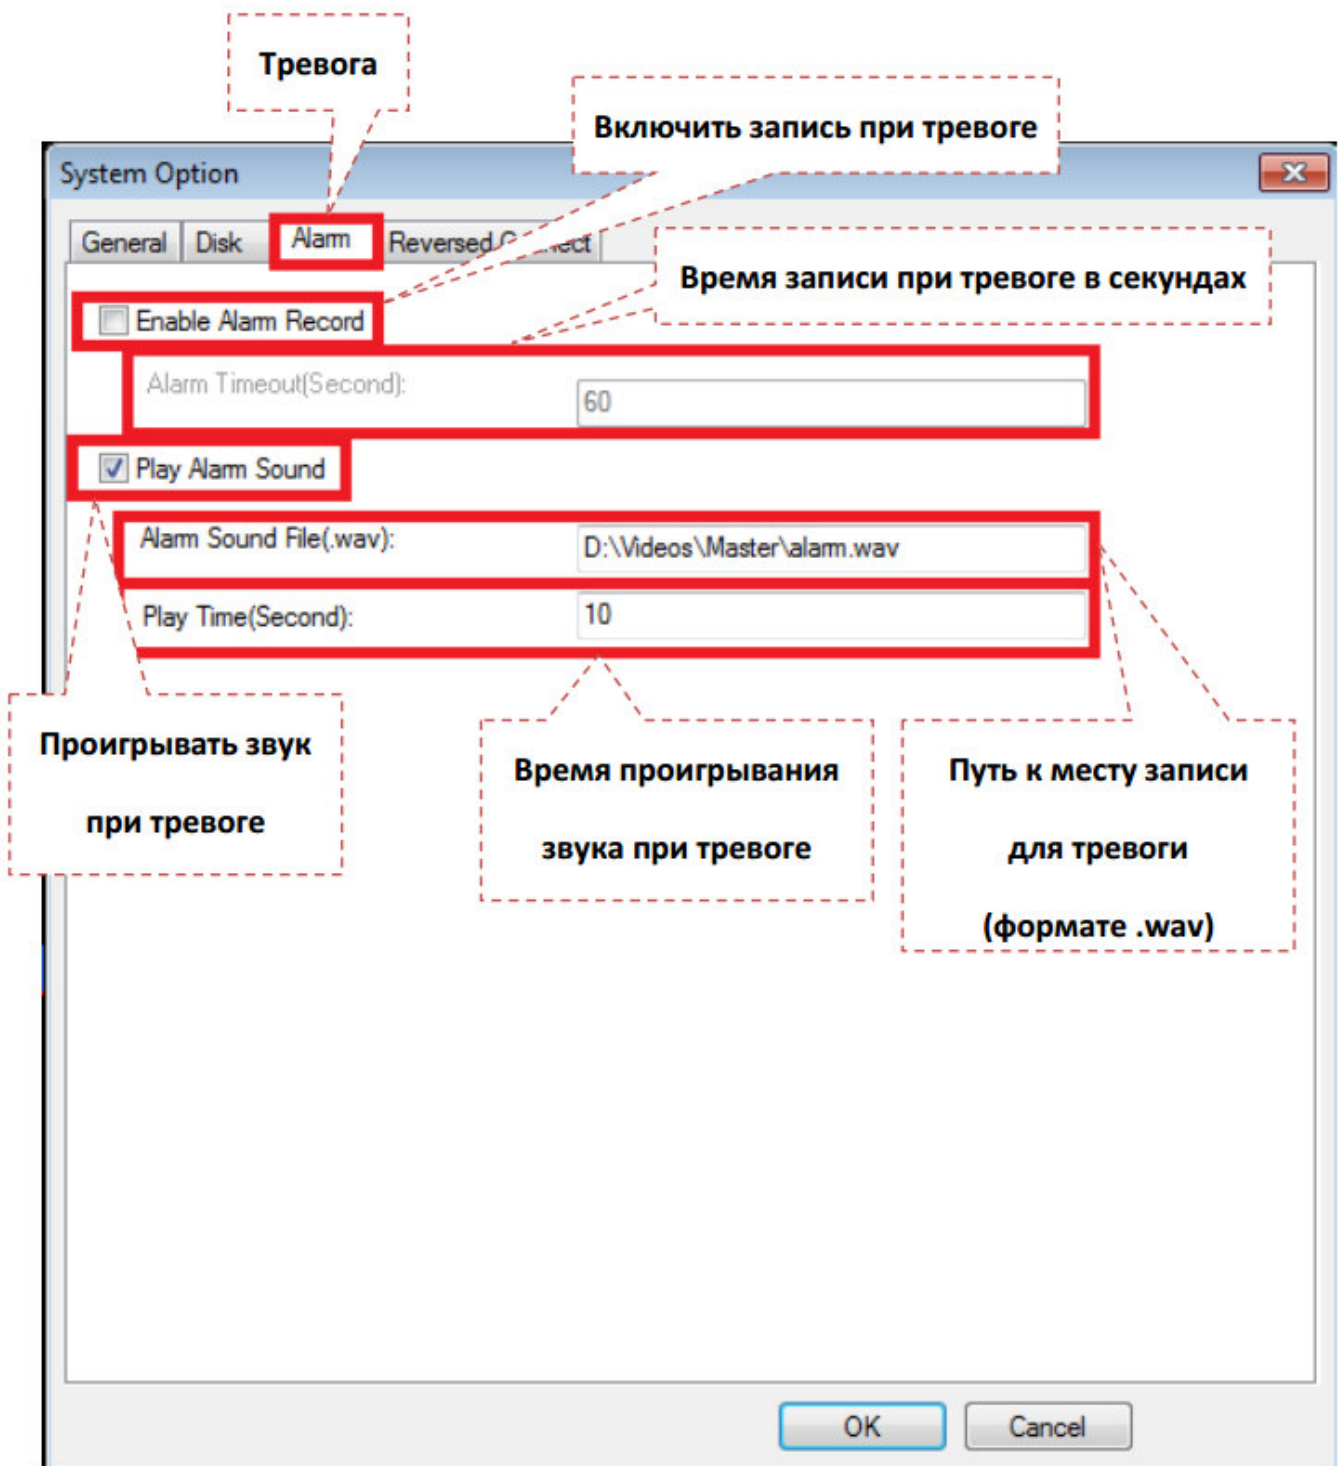 Тревога
Включить запись при тревоге
System Option
General Disk Alarm Reversed Connect
Время записи при тревоге в секундах
Enable Alarm Record
Alarm Timeout(Second):
60
Play Alarm Sound
Alarm Sound File(.wav):
D:\Videos\Master\alarm.wav
Play Time(Second):
10
Проигрывать звук
при тревоге
Время проигрывания
звука при тревоге
Путь к месту записи
для тревоги
(формате .wav)
OK Cancel